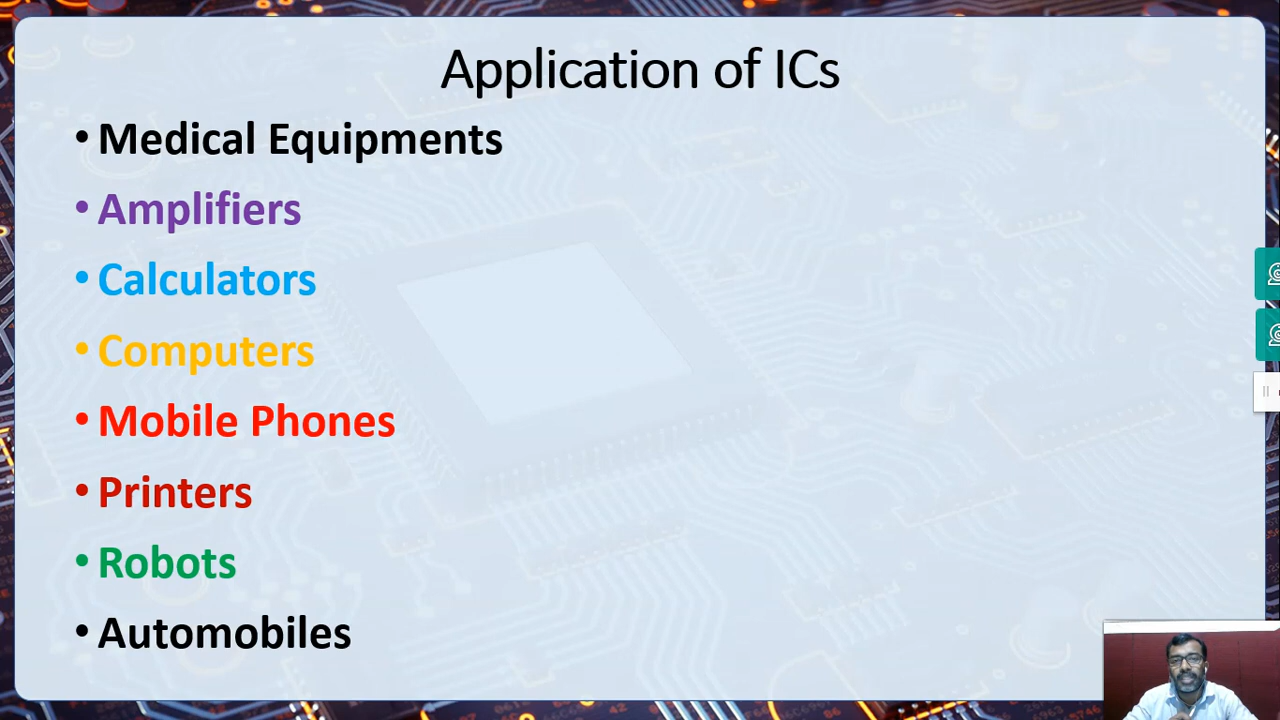 Application of ICs
• Medical Equipments
• Amplifiers
• Calculators
• Computers
• Mobile Phones
• Printers
• Robots
• Automobiles